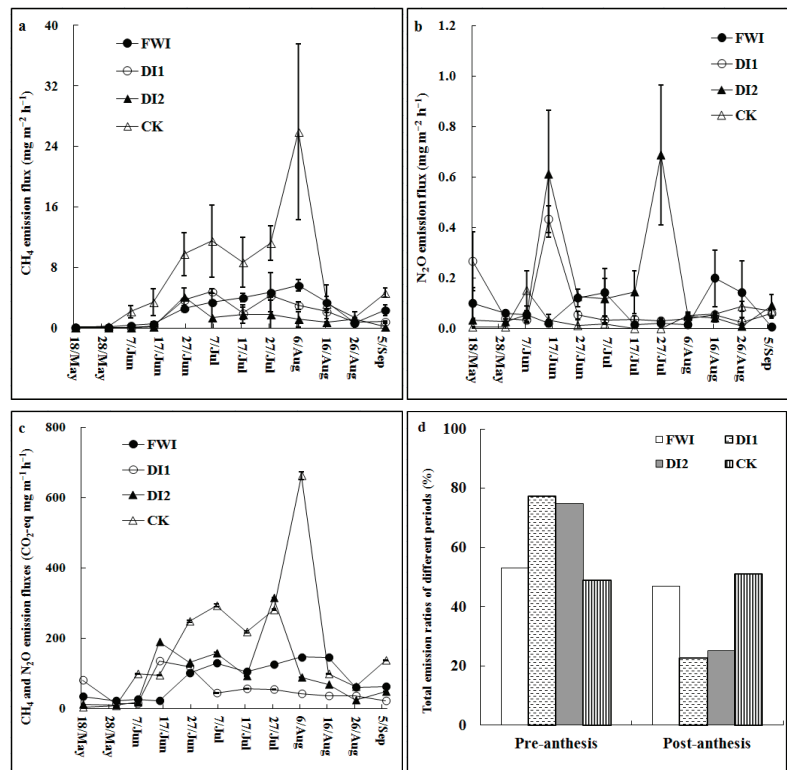 a
CH₄ emission flux (mg m⁻² h⁻¹)
40
32
24
16
8
0
FWI
DI1
DI2
CK
18/May
28/May
7/Jun
17/Jun
27/Jun
7/Jul
17/Jul
27/Jul
6/Aug
16/Aug
26/Aug
5/Sep
b
N₂O emission flux (mg m⁻² h⁻¹)
1.2
1.0
0.8
0.6
0.4
0.2
0.0
FWI
DI1
DI2
CK
18/May
28/May
7/Jun
17/Jun
27/Jun
7/Jul
17/Jul
27/Jul
6/Aug
16/Aug
26/Aug
5/Sep
c
CH₄ and N₂O emission fluxes (CO₂-eq mg m⁻¹ h⁻¹)
800
600
400
200
0
FWI
DI1
DI2
CK
18/May
28/May
7/Jun
17/Jun
27/Jun
7/Jul
17/Jul
27/Jul
6/Aug
16/Aug
26/Aug
5/Sep
d
Total emission ratios of different periods (%)
100
80
60
40
20
0
FWI DI1
DI2 CK
Pre-anthesis Post-anthesis